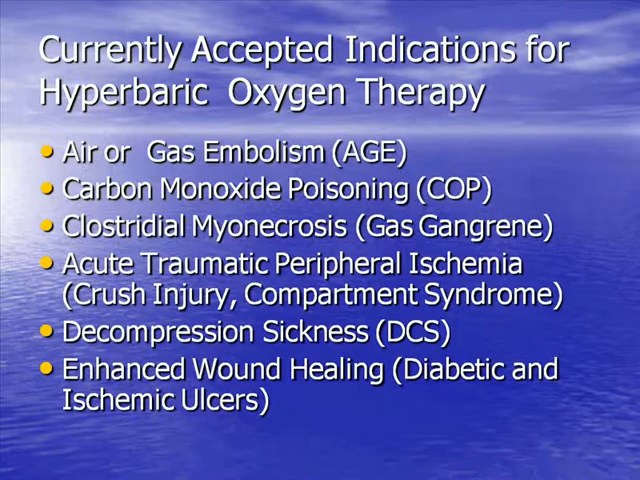 Currently Accepted Indications for
Hyperbaric Oxygen Therapy
• Air or Gas Embolism (AGE)
• Carbon Monoxide Poisoning (COP)
• Clostridial Myonecrosis (Gas Gangrene)
• Acute Traumatic Peripheral Ischemia
(Crush Injury, Compartment Syndrome)
• Decompression Sickness (DCS)
• Enhanced Wound Healing (Diabetic and
Ischemic Ulcers)